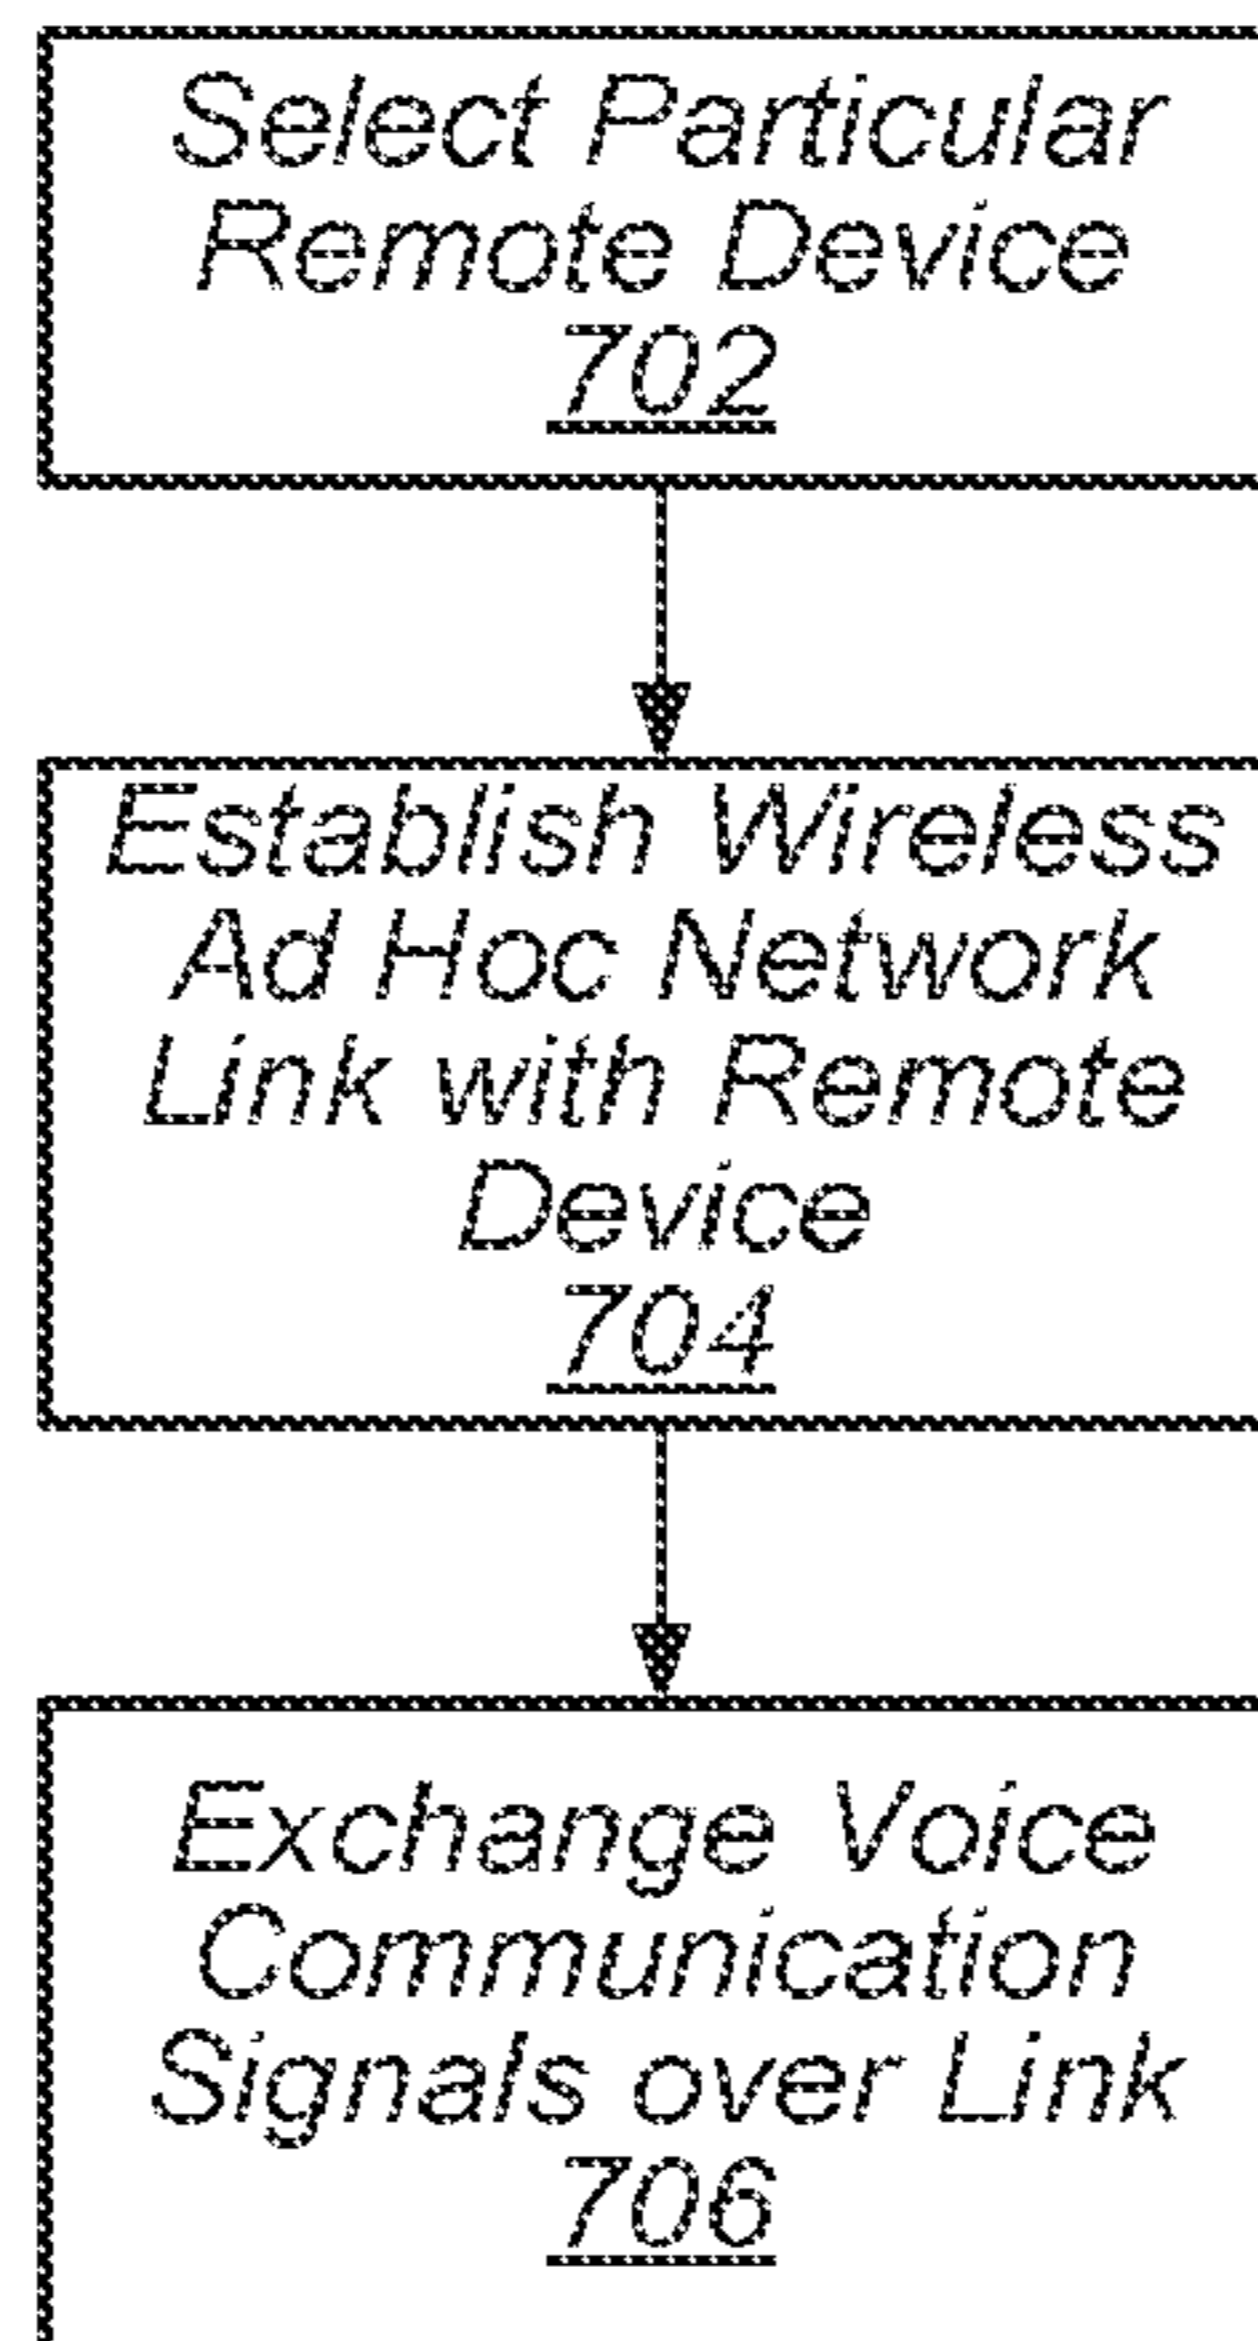 Select Particular
Remote Device
702
Establish Wireless
Ad Hoc Network
Link with Remote
Device
704
Exchange Voice
Communication
Signals over Link
706